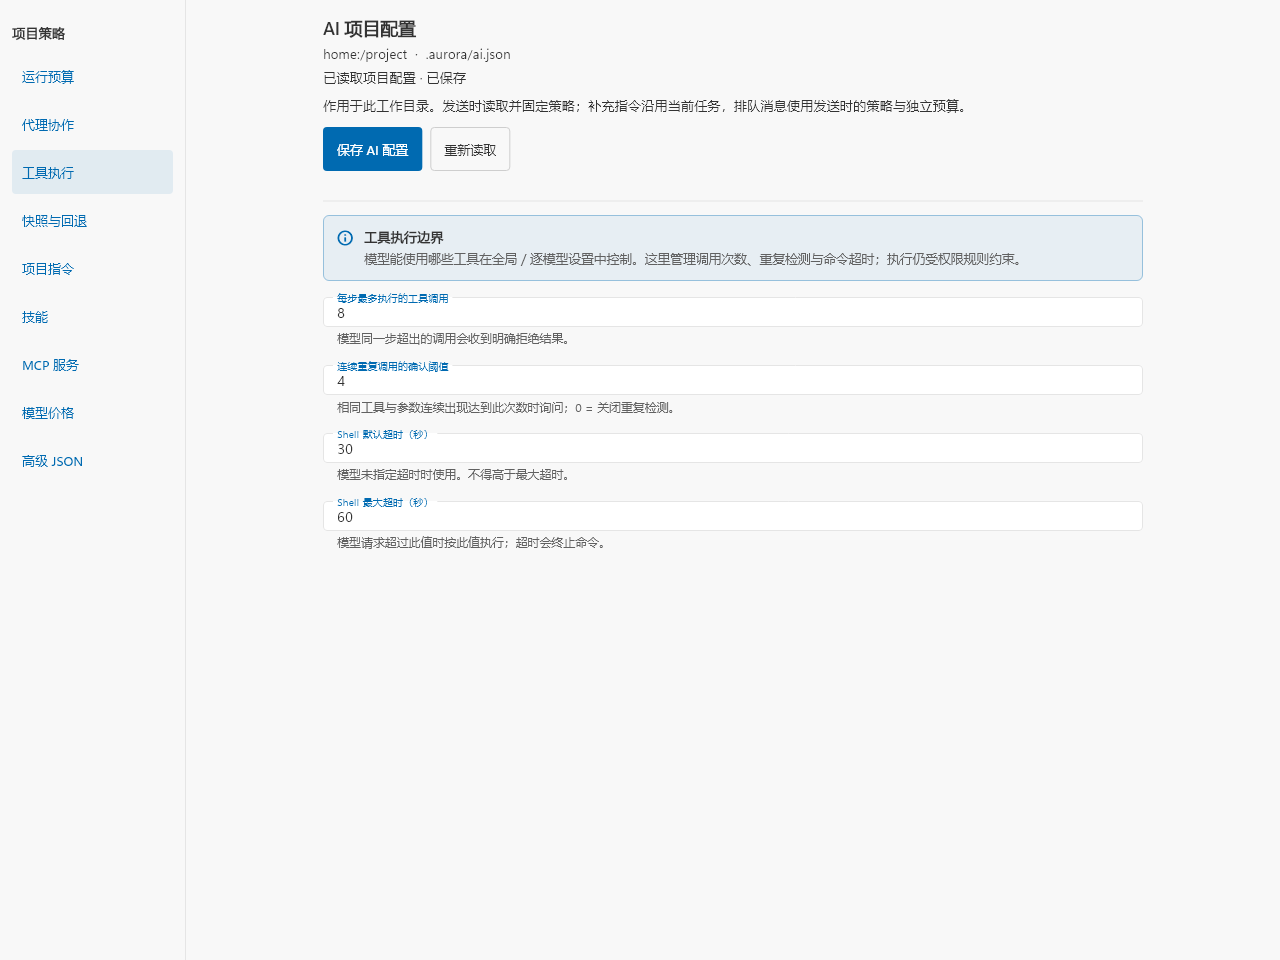 项目策略
运行预算
代理协作
工具执行
快照与回退
项目指令
技能
MCP 服务
模型价格
高级 JSON
AI 项目配置
home:/project · .aurora/ai.json
已读取项目配置 · 已保存
作用于此工作目录。发送时读取并固定策略；补充指令沿用当前任务，排队消息使用发送时的策略与独立预算。
保存 AI 配置
重新读取
工具执行边界
模型能使用哪些工具在全局 / 逐模型设置中控制。这里管理调用次数、重复检测与命令超时；执行仍受权限规则约束。
每步最多执行的工具调用
8
模型同一步超出的调用会收到明确拒绝结果。
连续重复调用的确认阈值
4
相同工具与参数连续出现达到此次数时询问；0 = 关闭重复检测。
Shell 默认超时（秒）
30
模型未指定超时时使用。不得高于最大超时。
Shell 最大超时（秒）
60
模型请求超过此值时按此值执行；超时会终止命令。